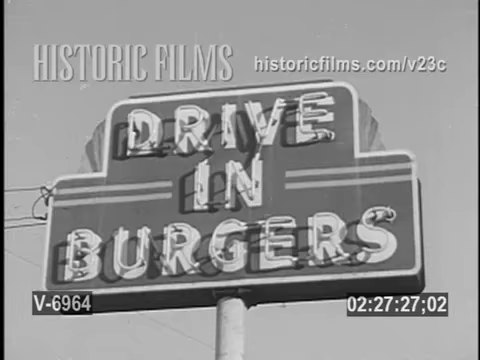 HISTORIC FILMS historicfilms.com/v23c
DRIVE
IN
BURGERS
V-6964 02:27:27;02